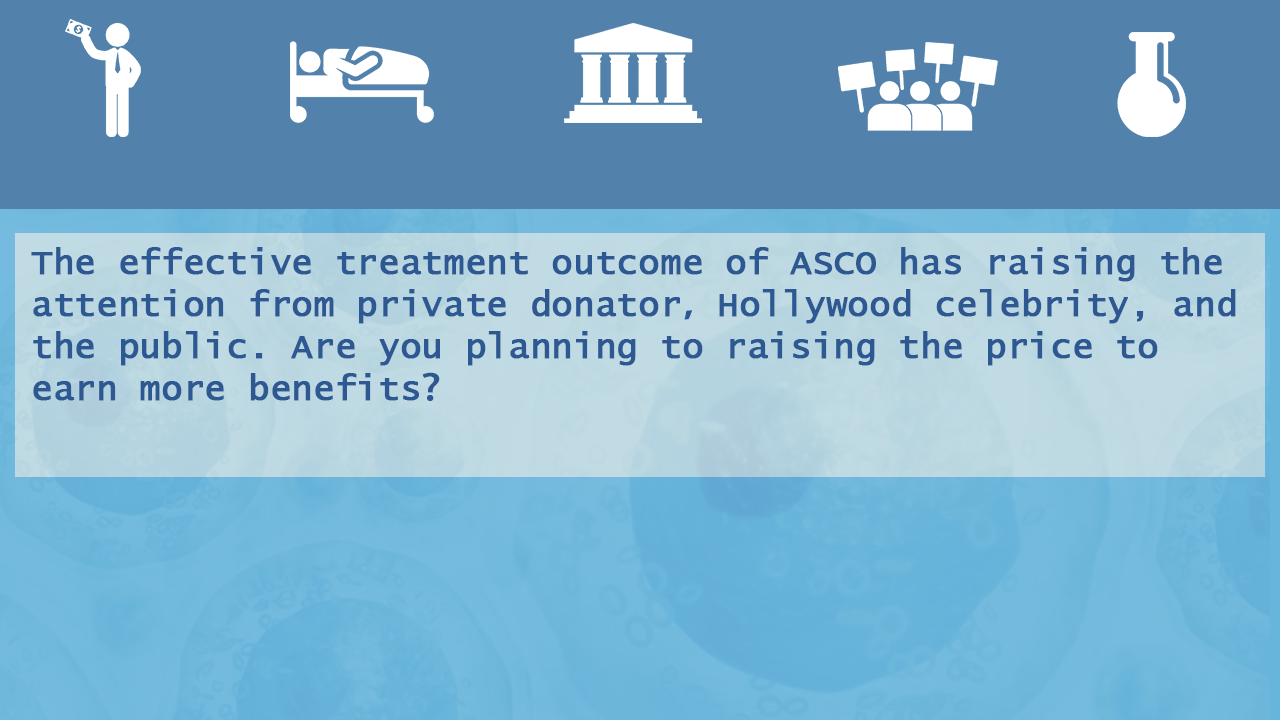 The effective treatment outcome of ASCO has raising the
attention from private donator, Hollywood celebrity, and
the public. Are you planning to raising the price to
earn more benefits?